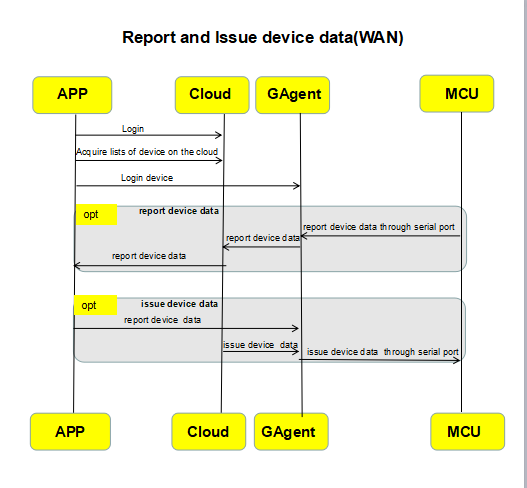 Report and Issue device data(WAN)
APP
Cloud
GAgent
MCU
Login
Acquire lists of device on the cloud
Login device
opt
report device data
report device data through serial port
report device data
report device data
opt
issue device data
report device data
issue device data
issue device data through serial port
APP
Cloud
GAgent
MCU